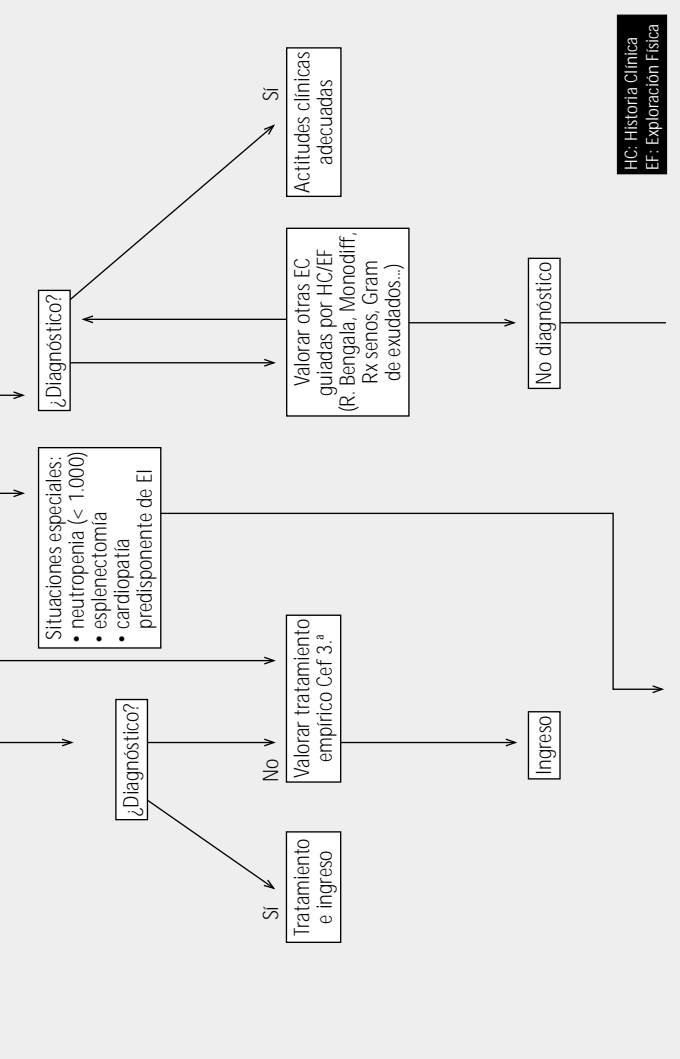 ¿Diagnóstico?
Sí
Tratamiento
e ingreso
No
Valorar tratamiento
empírico Cef 3.ª
Ingreso
Situaciones especiales:
• neutropenia (< 1.000)
• esplenectomía
• cardiopatía
predisponente de EI
¿Diagnóstico?
Sí
Actitudes clínicas
adecuadas
Valorar otras EC
guiadas por HC/EF
(R. Bengala, Monodiff,
Rx senos, Gram
de exudados...)
No diagnóstico
HC: Historia Clínica
EF: Exploración Física